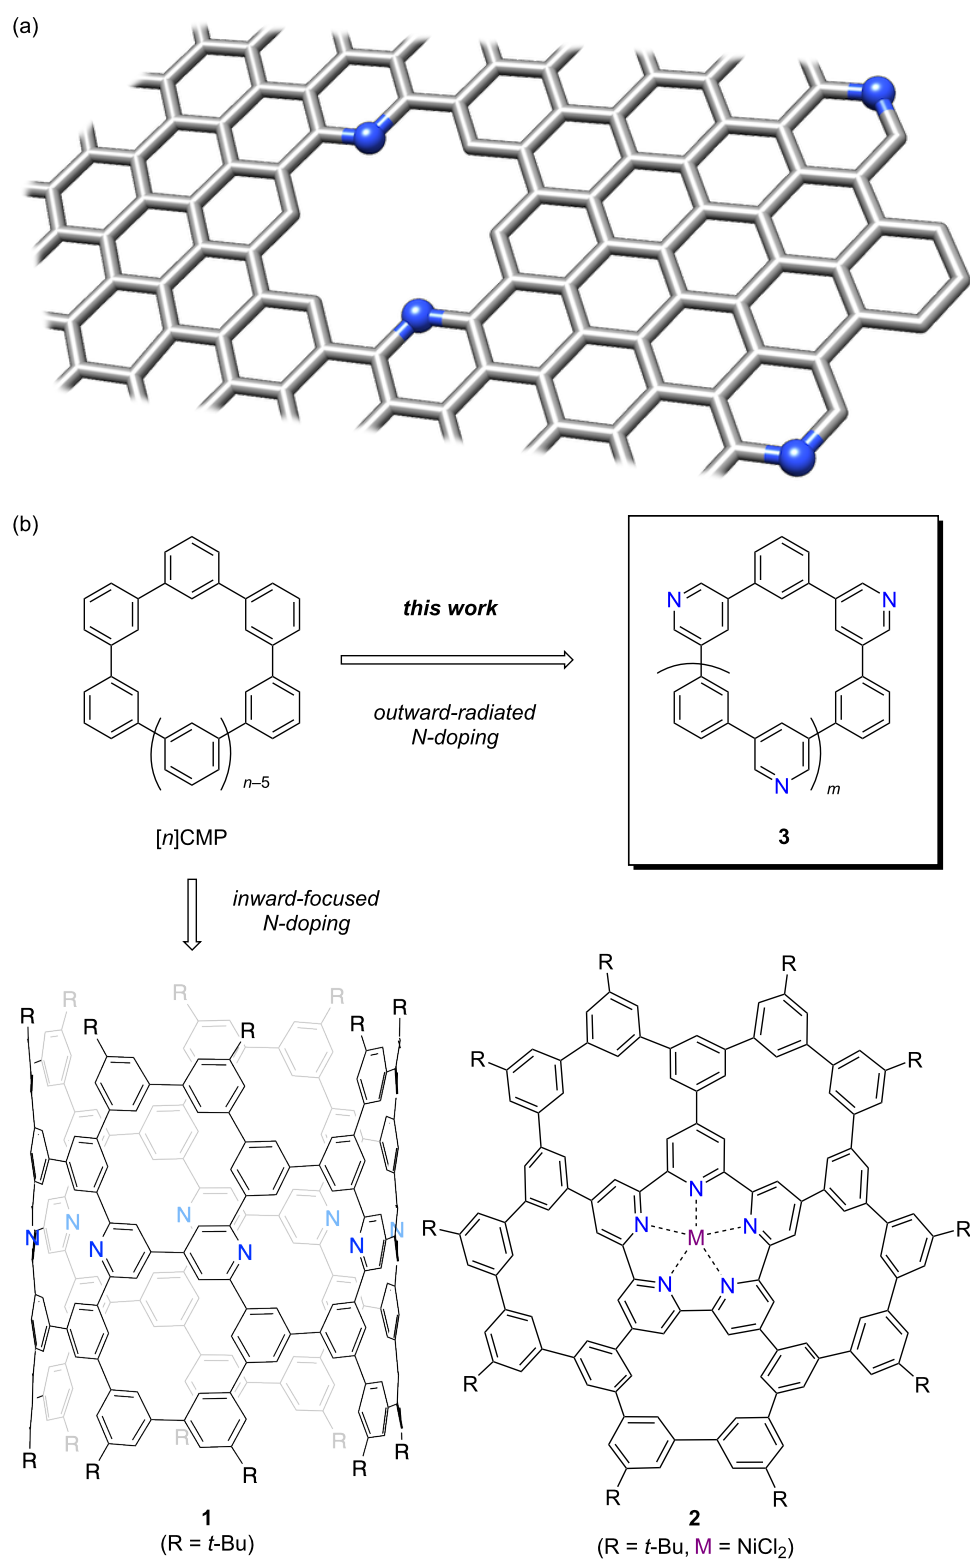 (a)
(b)
this work
outward-radiated
N-doping
N
N
N
m
3
n–5
[n]CMP
inward-focused
N-doping
R
R
R
R
R
R
R
R
N
N
N
N
N
N
N
N
R
R
R
R
R
R
R
R
1
(R = t-Bu)
R
R
R
R
R
R
R
R
R
R
N
N
N
N
N
M
2
(R = t-Bu, M = NiCl2)